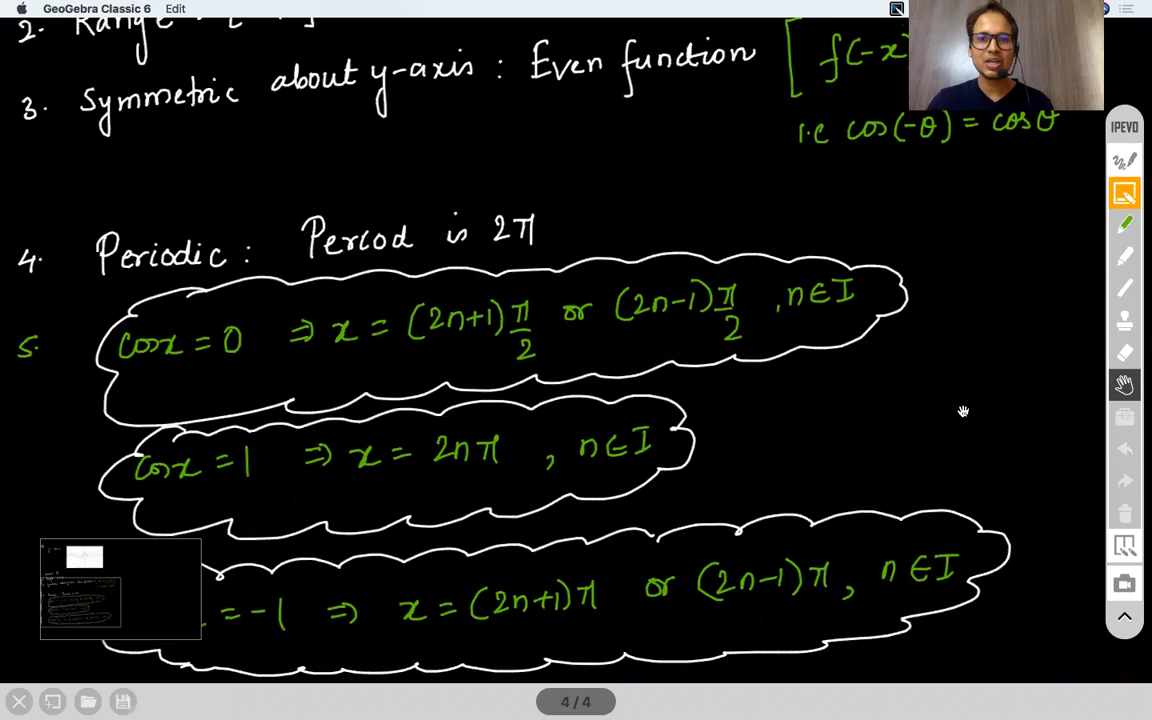 GeoGebra Classic 6 Edit
2. Range
3. Symmetric about y-axis : Even function [ f(-x)
i.e cos(-θ) = cosθ
IPEVO
4. Periodic : Period is 2π
5. cosx = 0 ⇒ x = (2n+1)π/2 or (2n-1)π/2 , n∈I
cosx = 1 ⇒ x = 2nπ , n∈I
= -1 ⇒ x = (2n+1)π or (2n-1)π, n∈I
4 / 4